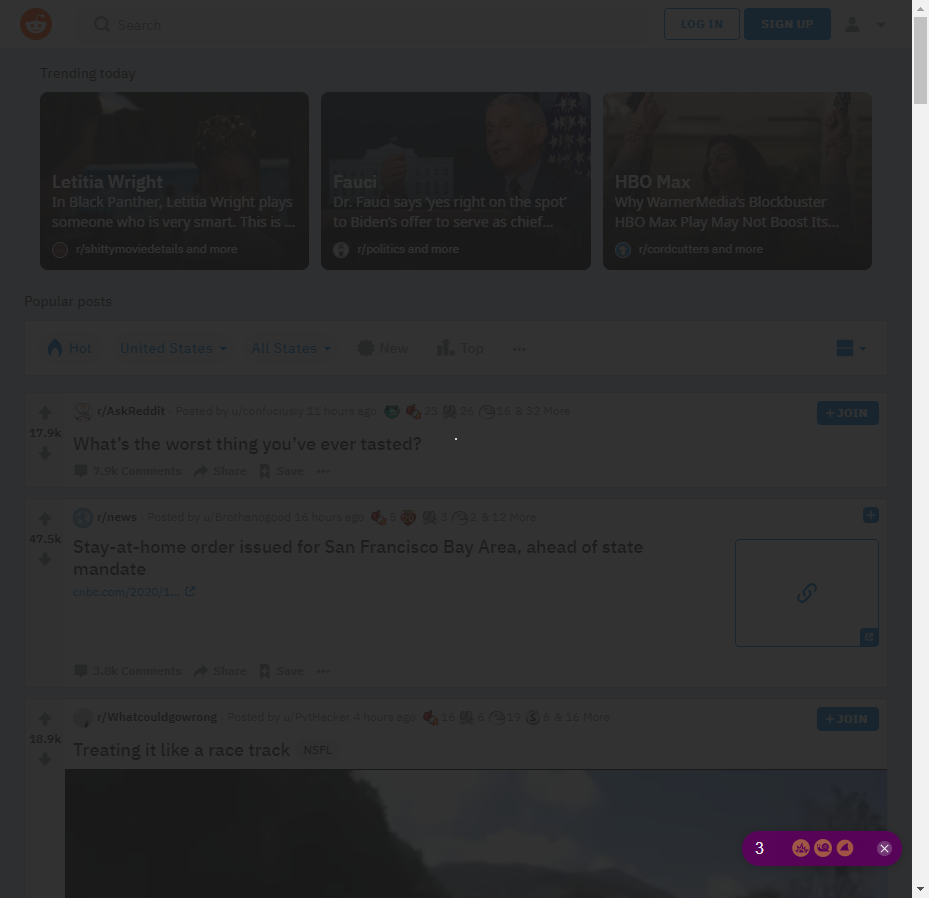 Search
LOG IN
SIGN UP
Trending today
Letitia Wright
In Black Panther, Letitia Wright plays
someone who is very smart. This is ...
r/shittymoviedetails and more
Fauci
Dr. Fauci says ‘yes right on the spot’
to Biden’s offer to serve as chief...
r/politics and more
HBO Max
Why WarnerMedia’s Blockbuster
HBO Max Play May Not Boost Its...
r/cordcutters and more
Popular posts
Hot
United States
All States
New
Top
r/AskReddit · Posted by u/confuciusly 11 hours ago 25 26 16 & 32 More
+ JOIN
17.9k
What’s the worst thing you’ve ever tasted?
7.9k Comments
Share
Save
r/news · Posted by u/Brothanogood 16 hours ago 5 3 2 & 12 More
47.5k
Stay-at-home order issued for San Francisco Bay Area, ahead of state
mandate
cnbc.com/2020/1...
3.8k Comments
Share
Save
r/Whatcouldgowrong · Posted by u/PvtHacker 4 hours ago 16 6 19 6 & 16 More
+ JOIN
18.9k
Treating it like a race track NSFL
3